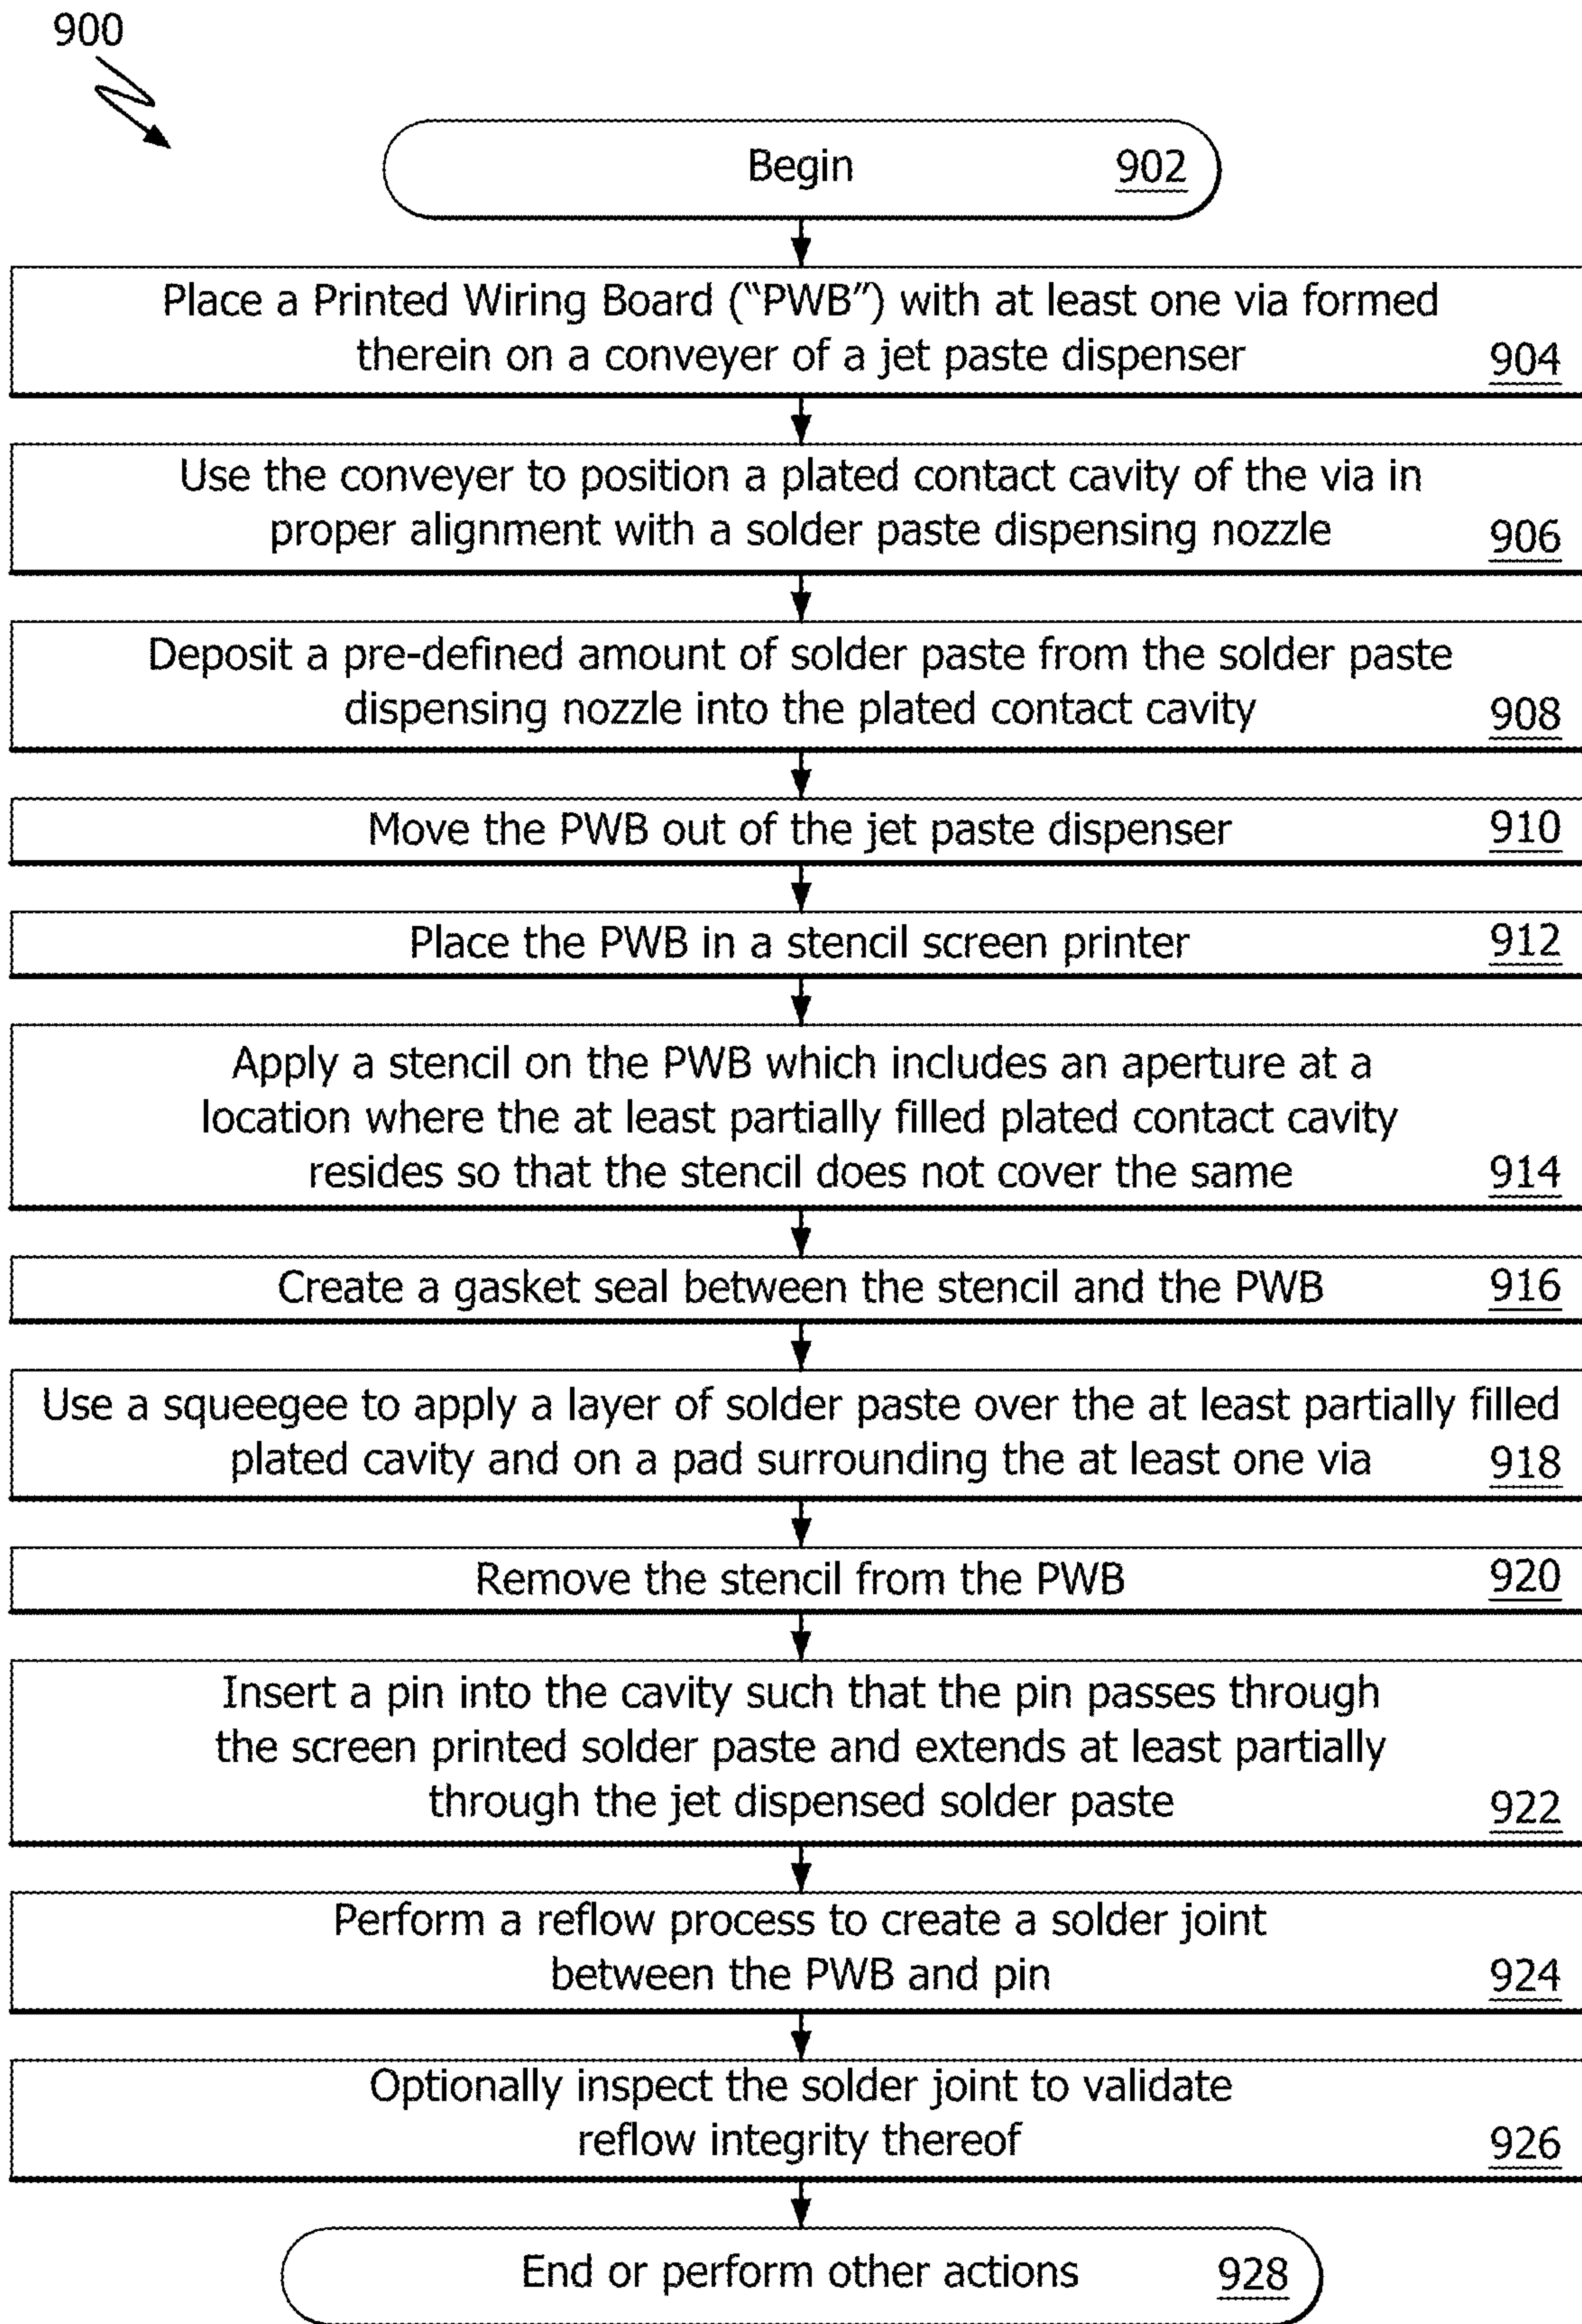 900
Begin 902
Place a Printed Wiring Board (“PWB”) with at least one via formed
therein on a conveyer of a jet paste dispenser 904
Use the conveyer to position a plated contact cavity of the via in
proper alignment with a solder paste dispensing nozzle 906
Deposit a pre-defined amount of solder paste from the solder paste
dispensing nozzle into the plated contact cavity 908
Move the PWB out of the jet paste dispenser 910
Place the PWB in a stencil screen printer 912
Apply a stencil on the PWB which includes an aperture at a
location where the at least partially filled plated contact cavity
resides so that the stencil does not cover the same 914
Create a gasket seal between the stencil and the PWB 916
Use a squeegee to apply a layer of solder paste over the at least partially filled
plated cavity and on a pad surrounding the at least one via 918
Remove the stencil from the PWB 920
Insert a pin into the cavity such that the pin passes through
the screen printed solder paste and extends at least partially
through the jet dispensed solder paste 922
Perform a reflow process to create a solder joint
between the PWB and pin 924
Optionally inspect the solder joint to validate
reflow integrity thereof 926
End or perform other actions 928